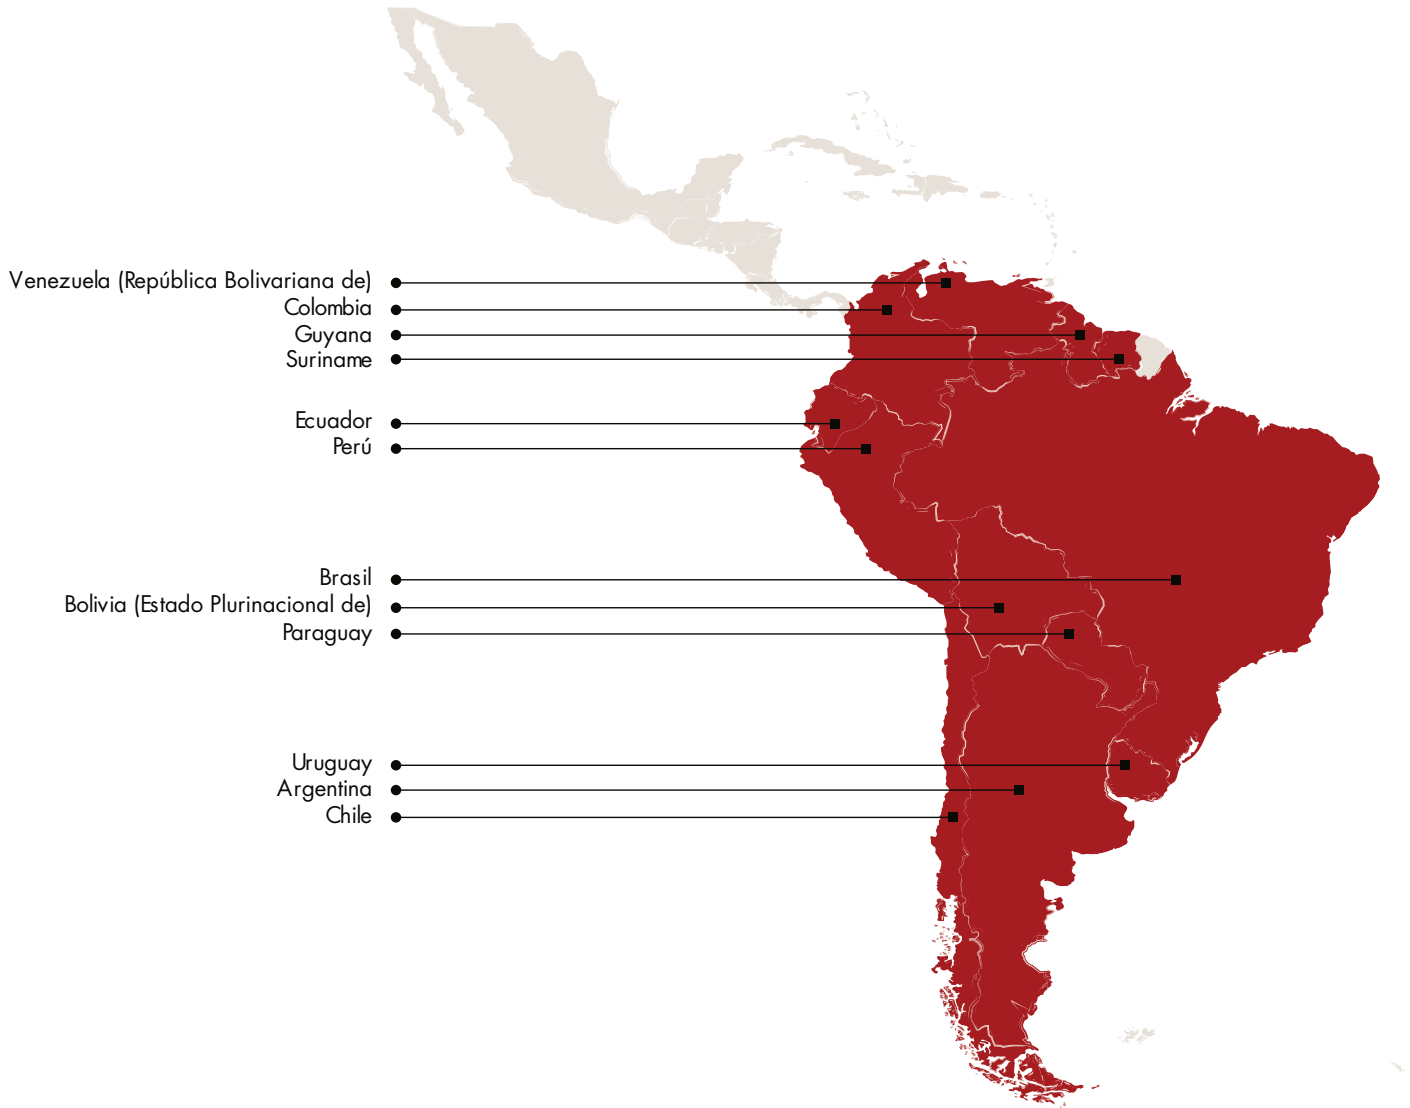 Venezuela (República Bolivariana de)
Colombia
Guyana
Suriname
Ecuador
Perú
Brasil
Bolivia (Estado Plurinacional de)
Paraguay
Uruguay
Argentina
Chile